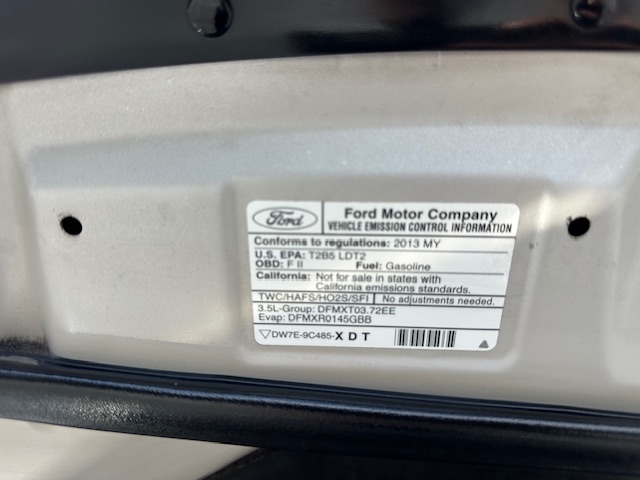 Ford
Ford Motor Company
VEHICLE EMISSION CONTROL INFORMATION
Conforms to regulations: 2013 MY
U.S. EPA: T2B5 LDT2
OBD: F II Fuel: Gasoline
California: Not for sale in states with
California emissions standards.
TWC/HAFS/HO2S/SFI No adjustments needed.
3.5L-Group: DFMXT03.72EE
Evap: DFMXR0145GBB
DW7E-9C485-X D T